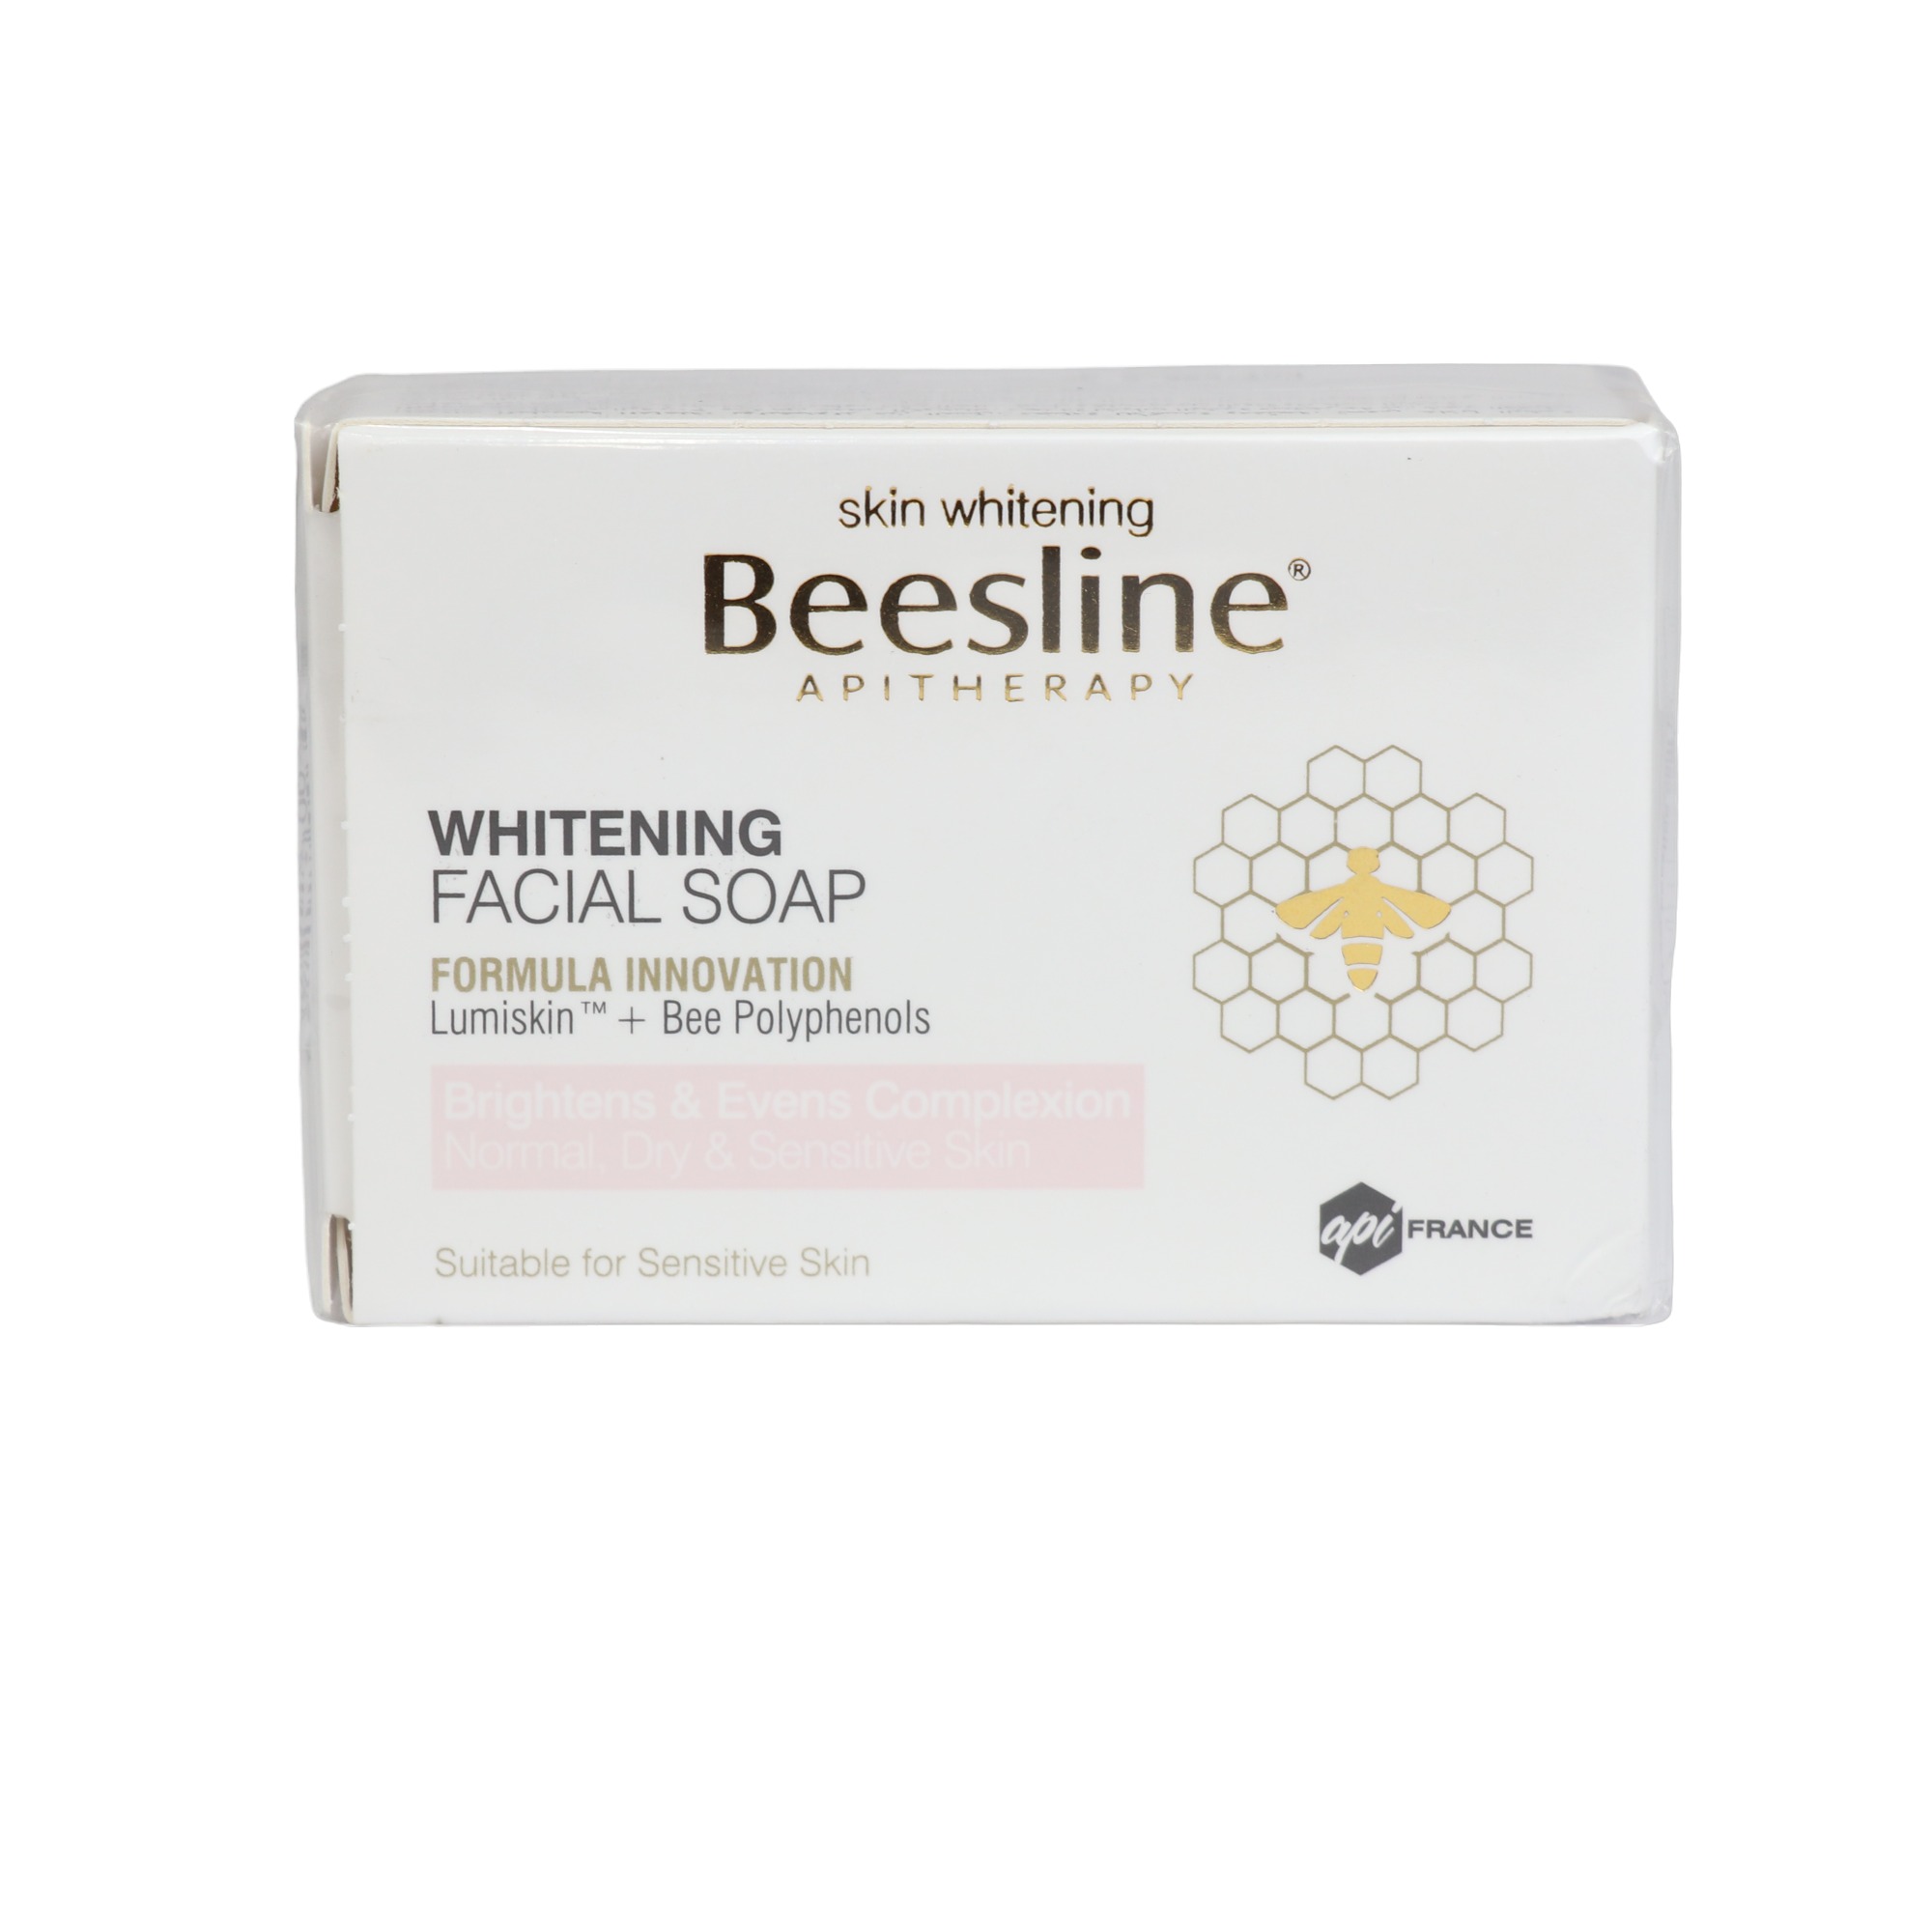 skin whitening
Beesline®
APITHERAPY
WHITENING
FACIAL SOAP
FORMULA INNOVATION
Lumiskin™ + Bee Polyphenols
Brightens & Evens Complexion
Normal, Dry & Sensitive Skin
Suitable for Sensitive Skin
api FRANCE